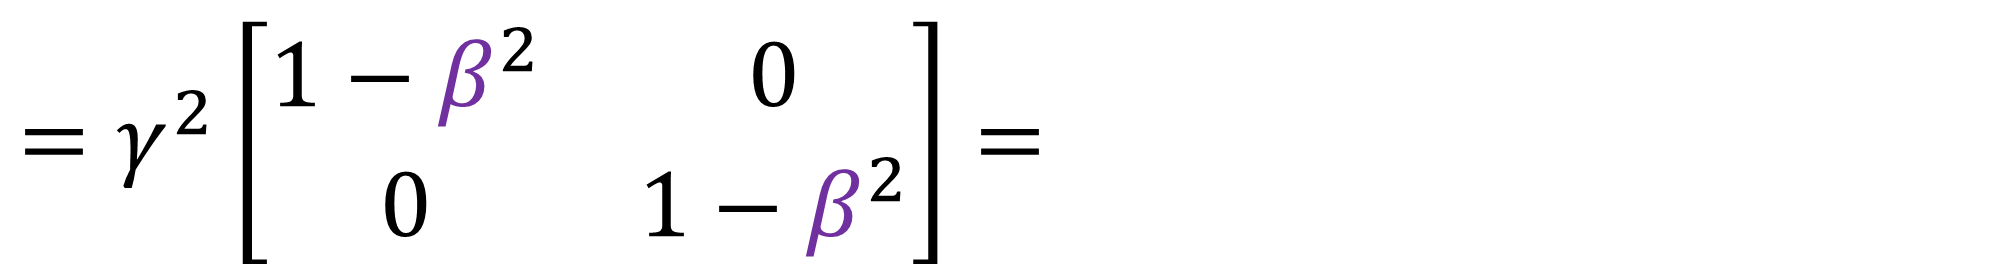 = γ² [ 1 − β² 0
0 1 − β² ] =